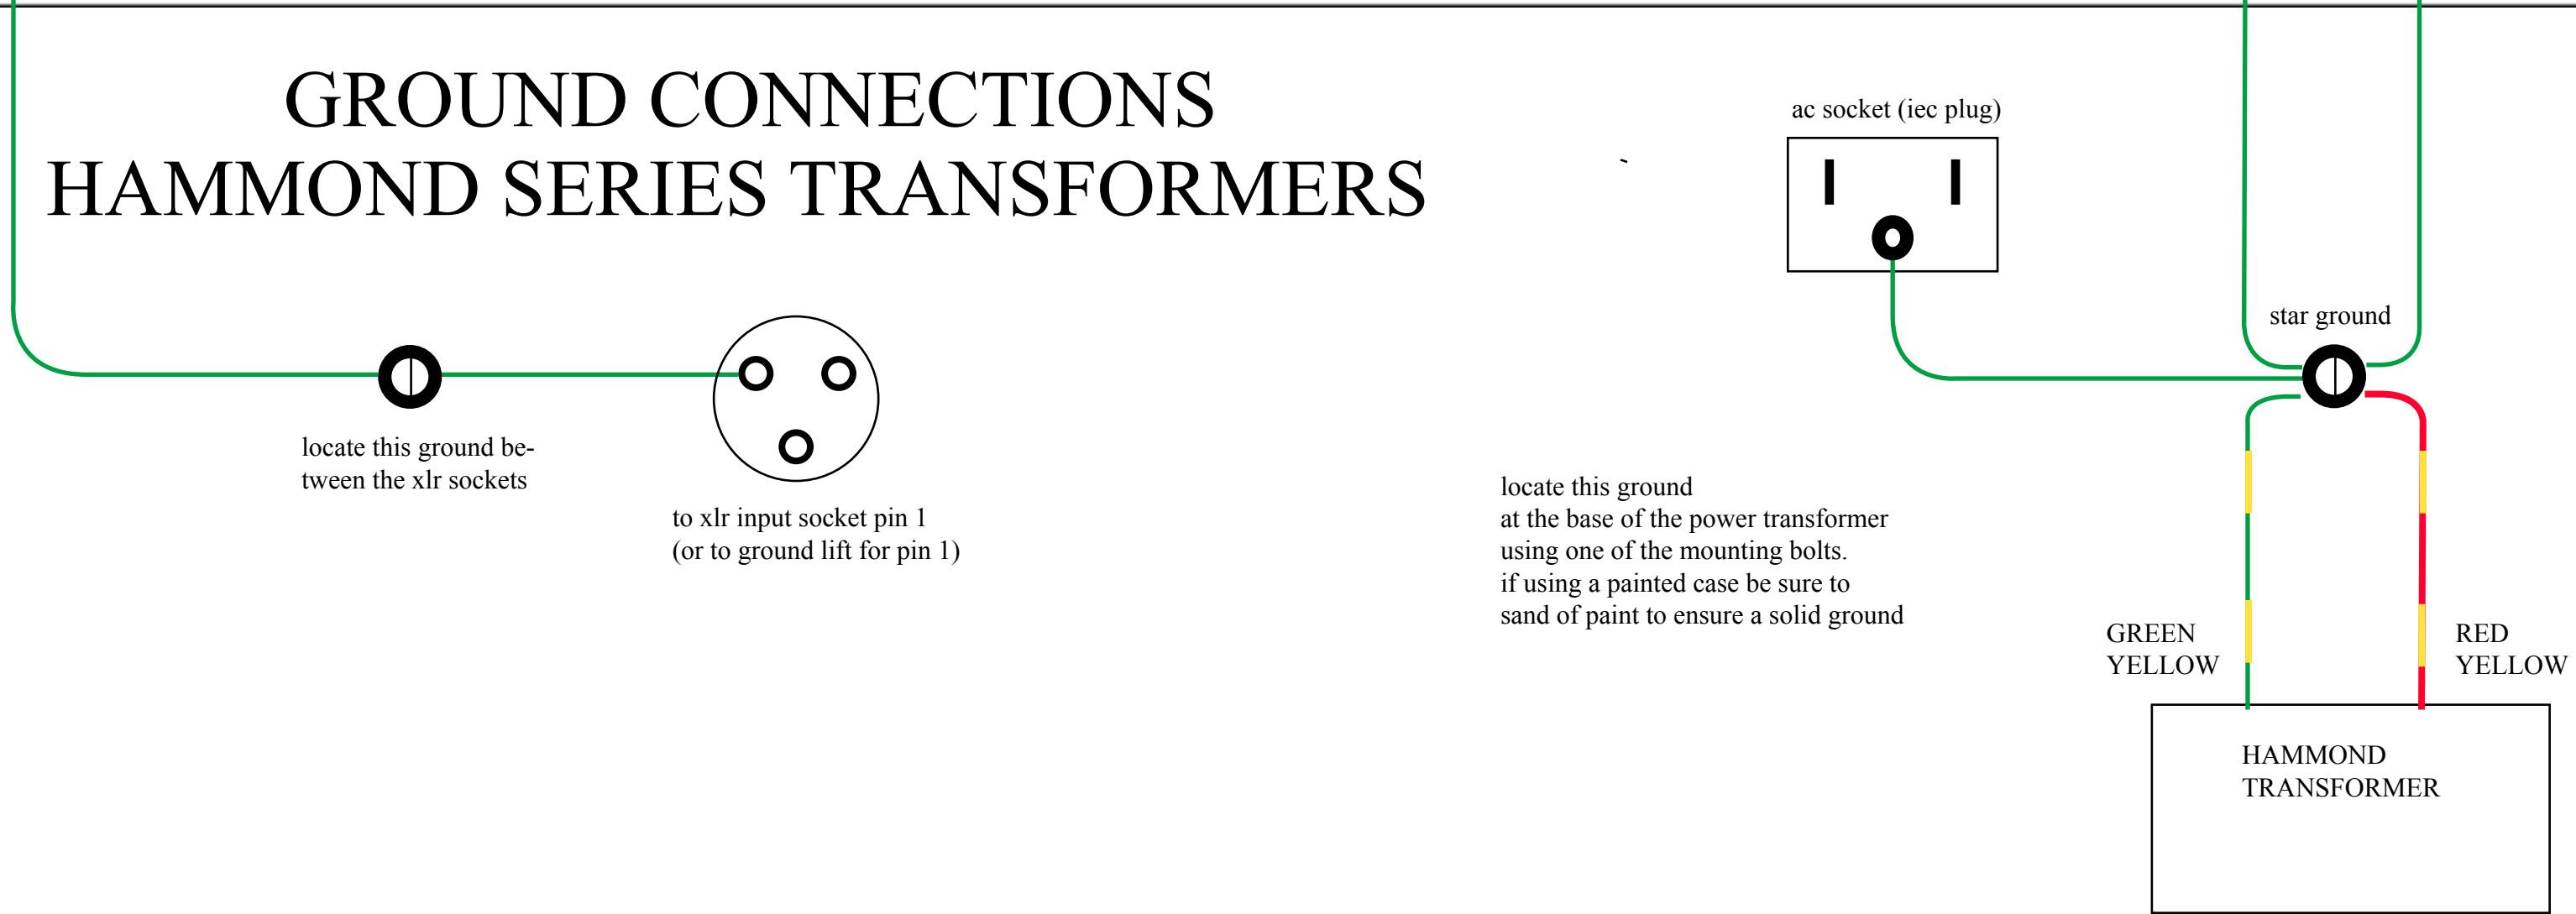 GROUND CONNECTIONS
HAMMOND SERIES TRANSFORMERS
ac socket (iec plug)
star ground
locate this ground be-
tween the xlr sockets
to xlr input socket pin 1
(or to ground lift for pin 1)
locate this ground
at the base of the power transformer
using one of the mounting bolts.
if using a painted case be sure to
sand of paint to ensure a solid ground
GREEN
YELLOW
RED
YELLOW
HAMMOND
TRANSFORMER